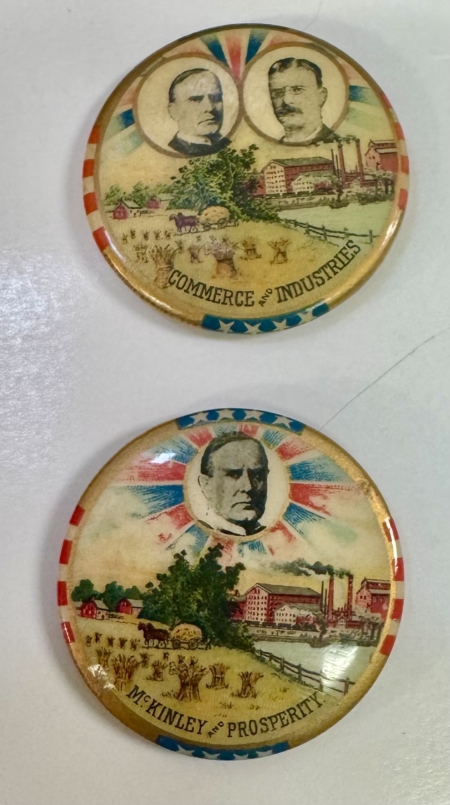 COMMERCE AND INDUSTRIES
McKINLEY AND PROSPERITY